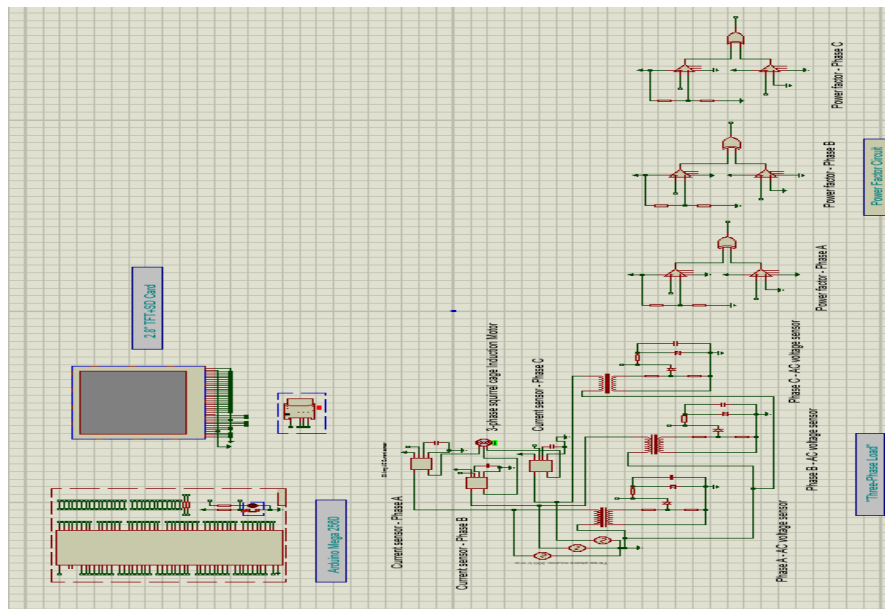 Power factor - Phase C
Power factor - Phase B
Power Factor Circuit
Power factor - Phase A
2.8" TFT+SD Card
3-phase squirrel cage Induction Motor
Current sensor - Phase C
Phase C - AC voltage sensor
Phase B - AC voltage sensor
"Three-Phase Load"
Current sensor - Phase A
Current sensor - Phase B
Phase A - AC voltage sensor
Arduino Mega 2560